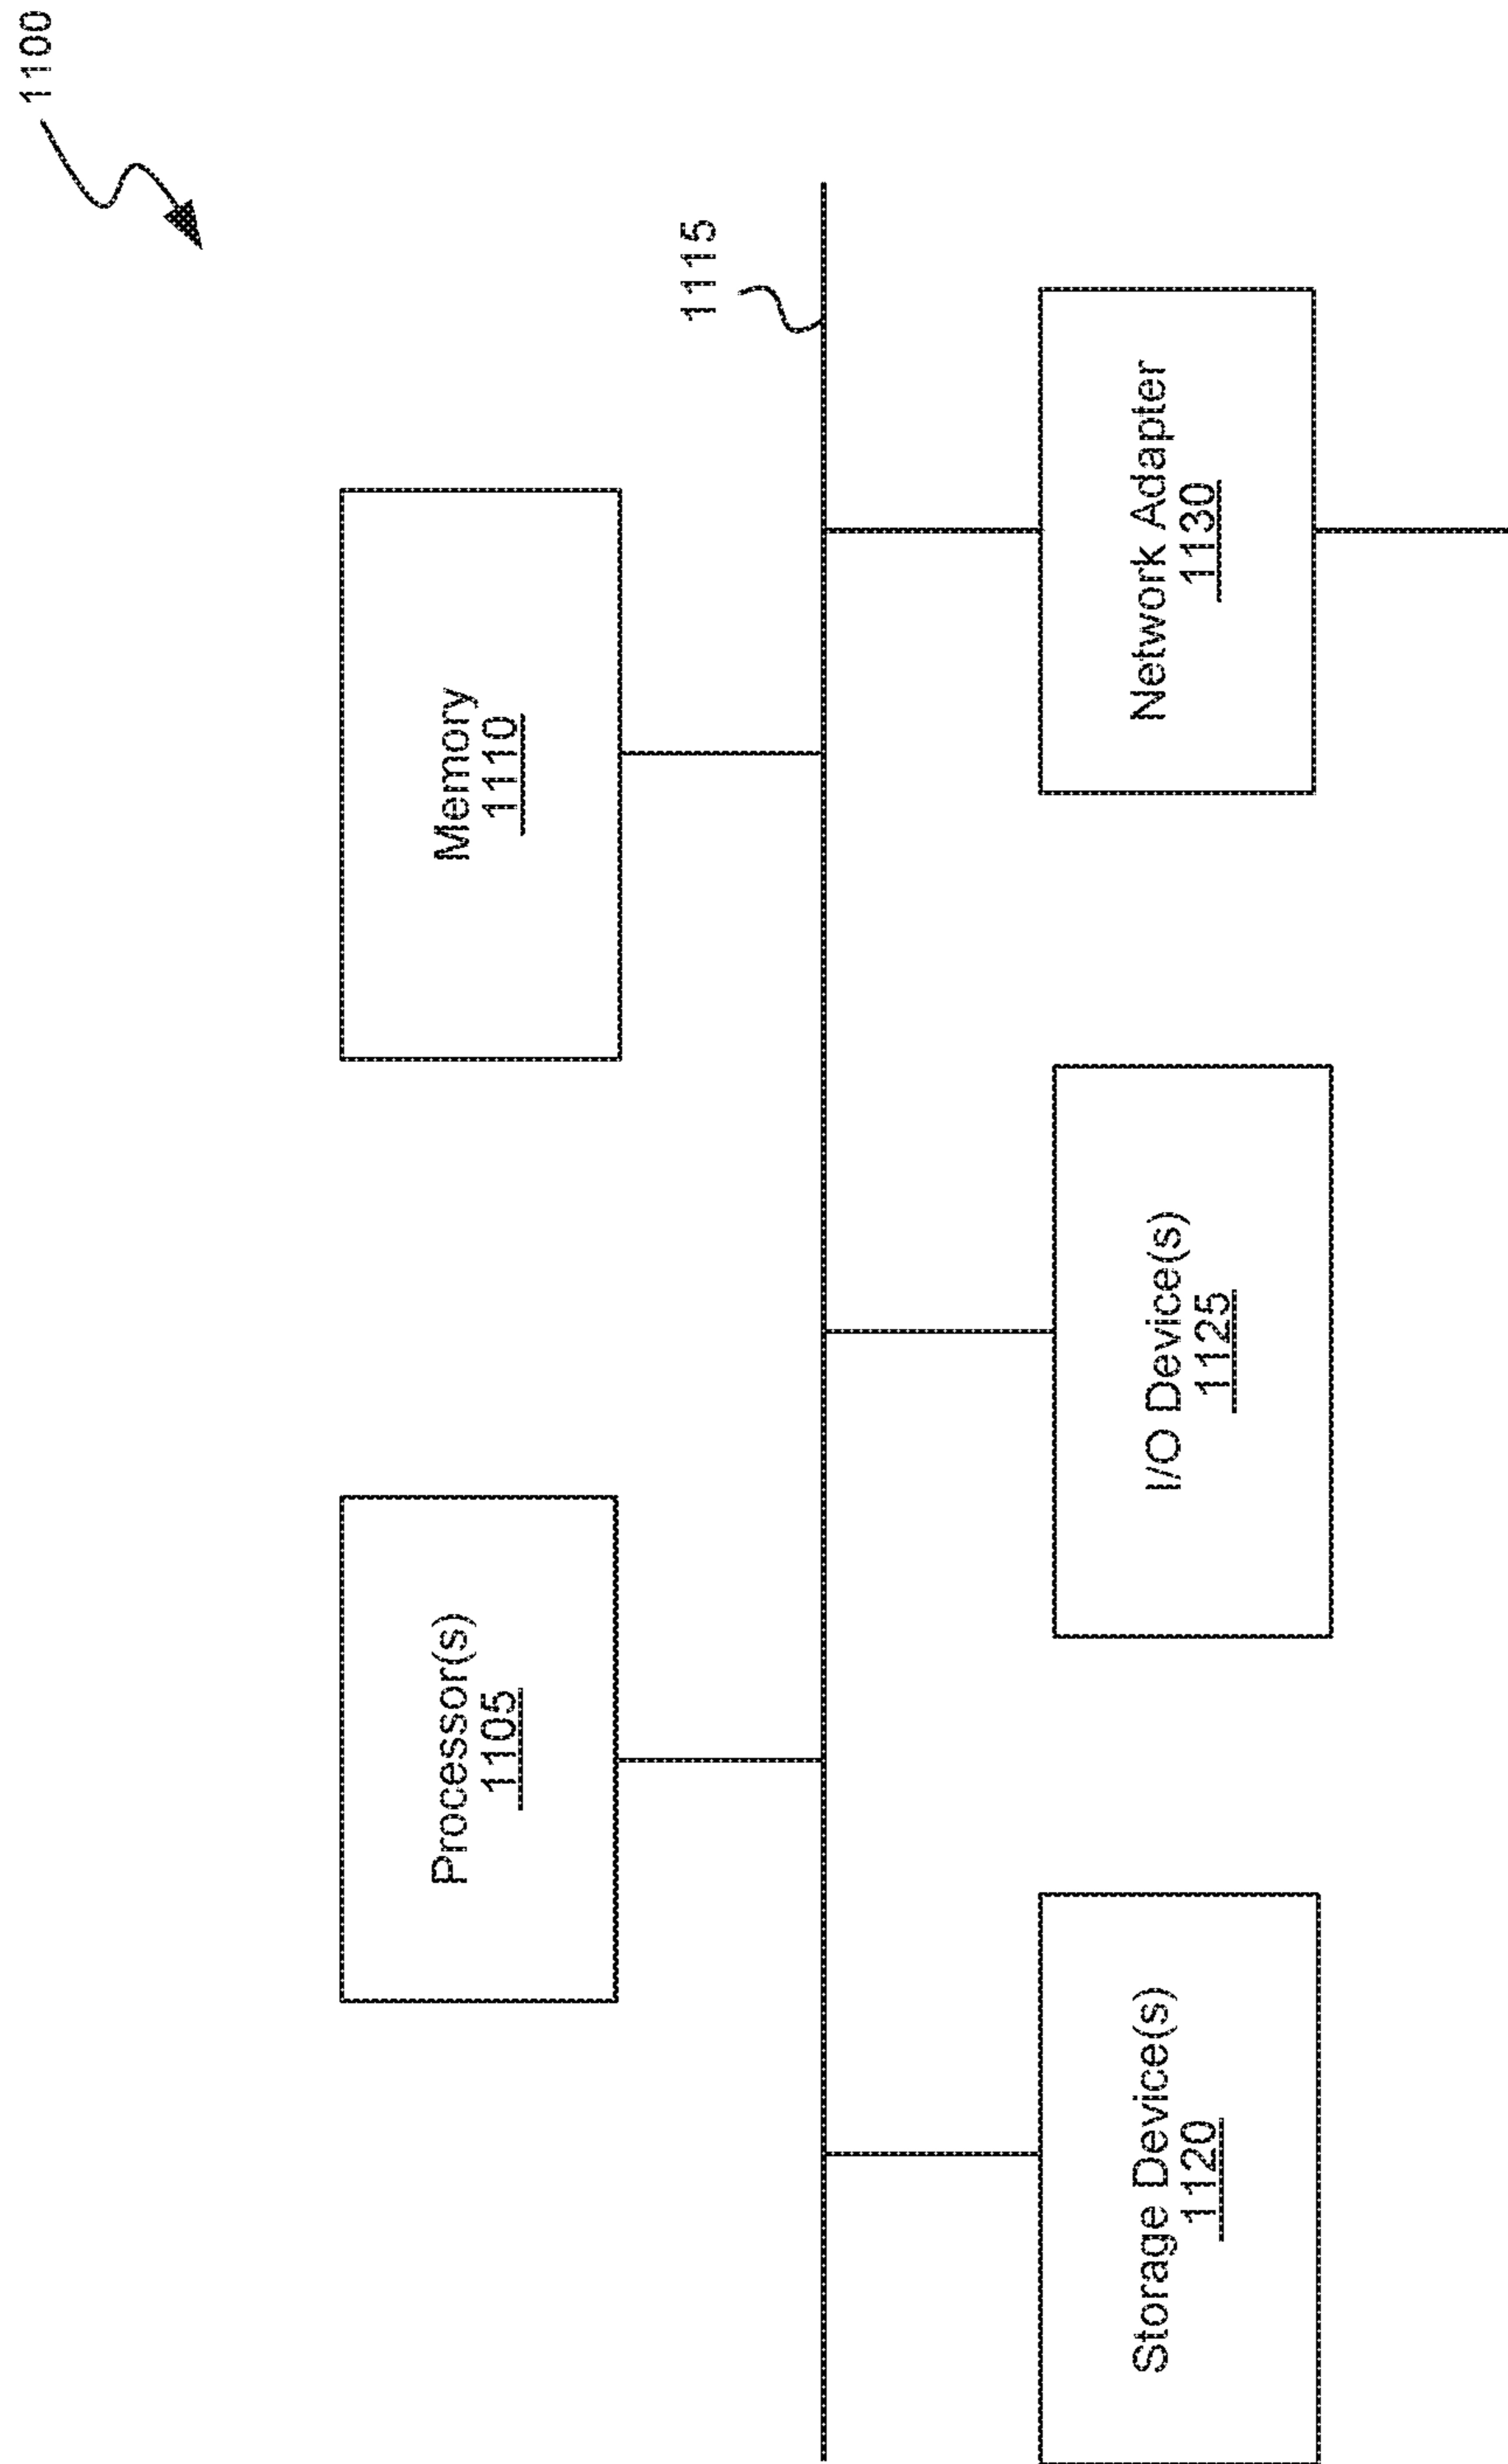 1100
Processor(s)
1105
Memory
1110
1115
Storage Device(s)
1120
I/O Device(s)
1125
Network Adapter
1130